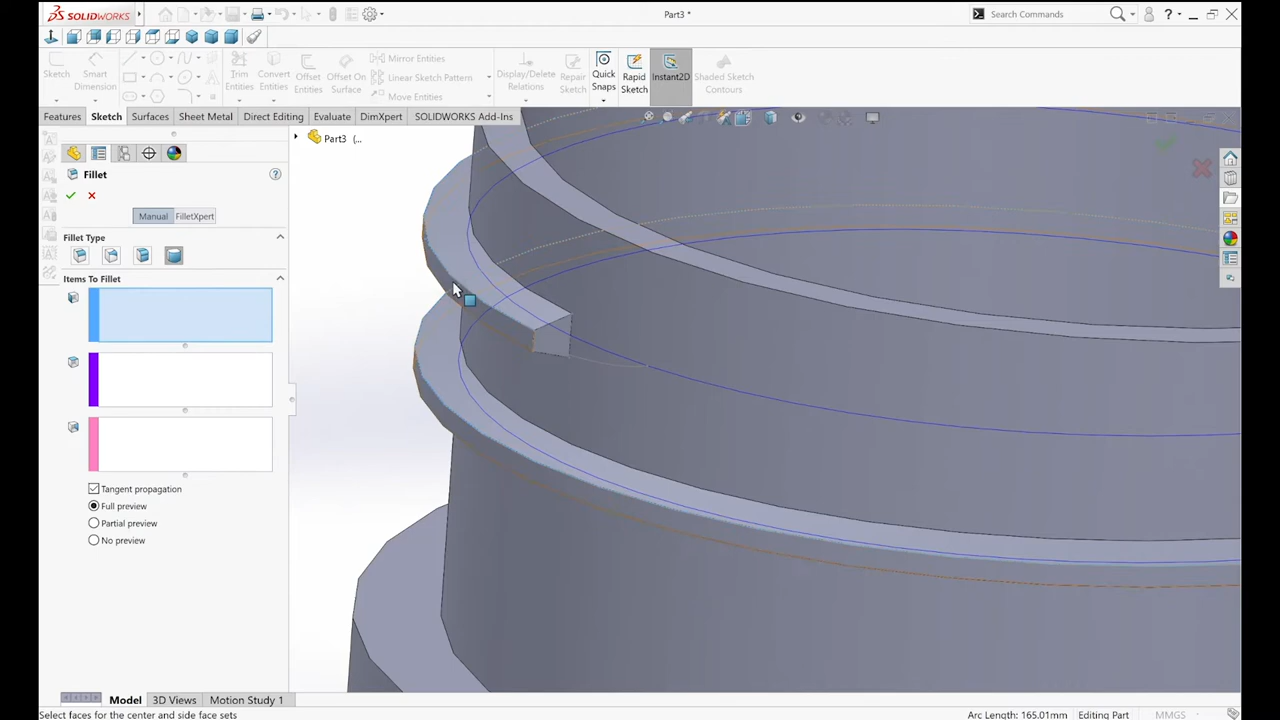 SOLIDWORKS
Part3 *
Search Commands
?
Sketch
Smart Dimension
Trim Entities
Convert Entities
Offset Entities
Offset On Surface
Mirror Entities
Linear Sketch Pattern
Move Entities
Display/Delete Relations
Repair Sketch
Quick Snaps
Rapid Sketch
Instant2D
Shaded Sketch Contours
Features Sketch Surfaces Sheet Metal Direct Editing Evaluate DimXpert SOLIDWORKS Add-Ins
Part3 (...
Fillet
?
Manual FilletXpert
Fillet Type
Items To Fillet
Tangent propagation
Full preview
Partial preview
No preview
Model 3D Views Motion Study 1
Select faces for the center and side face sets
Arc Length: 165.01mm Editing Part MMGS